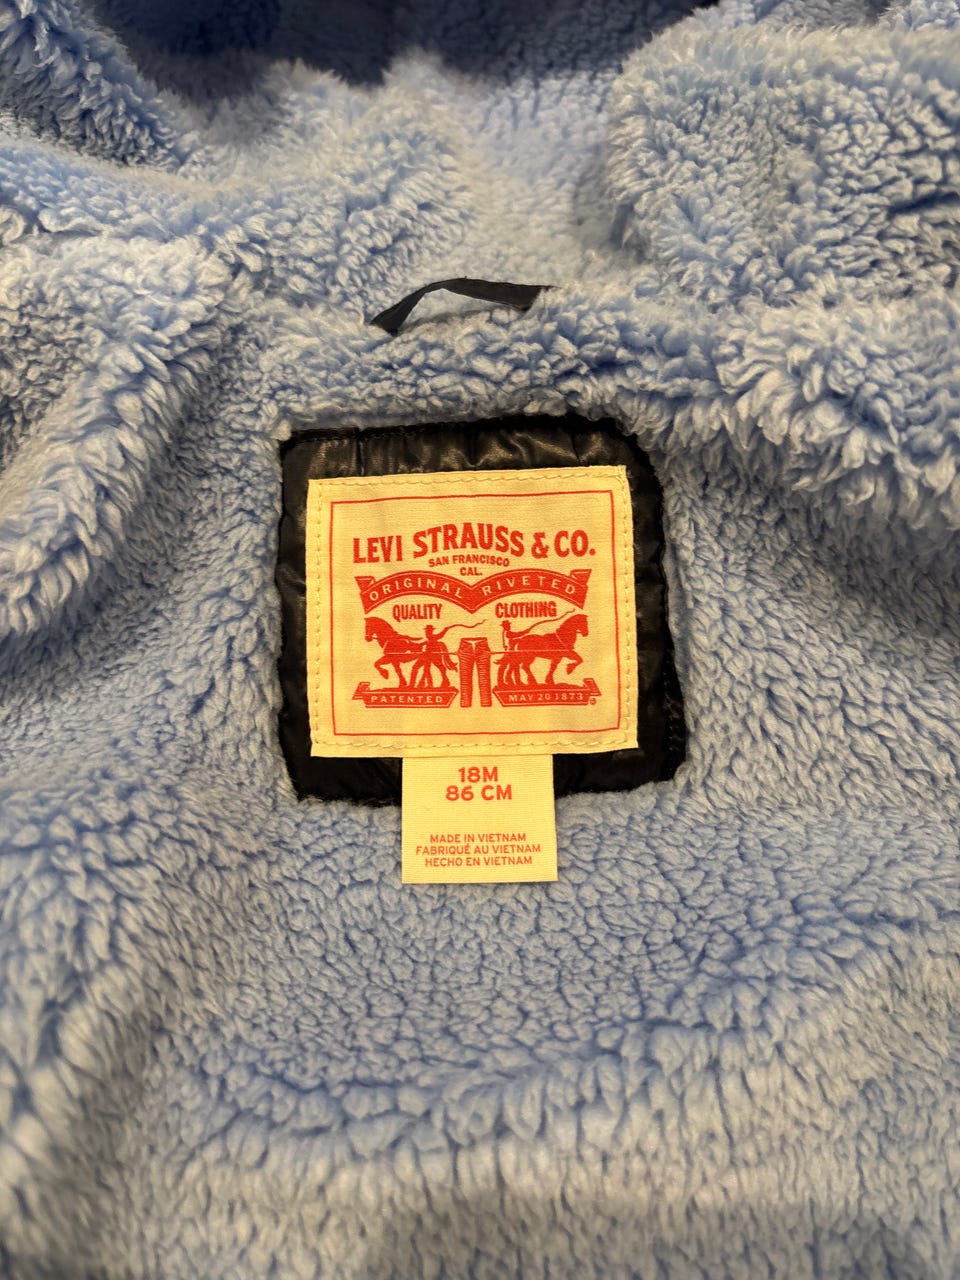 LEVI STRAUSS & CO.
SAN FRANCISCO
CAL.
ORIGINAL RIVETED
QUALITY CLOTHING
PATENTED MAY 20 1873
18M
86 CM
MADE IN VIETNAM
FABRIQUÉ AU VIETNAM
HECHO EN VIETNAM